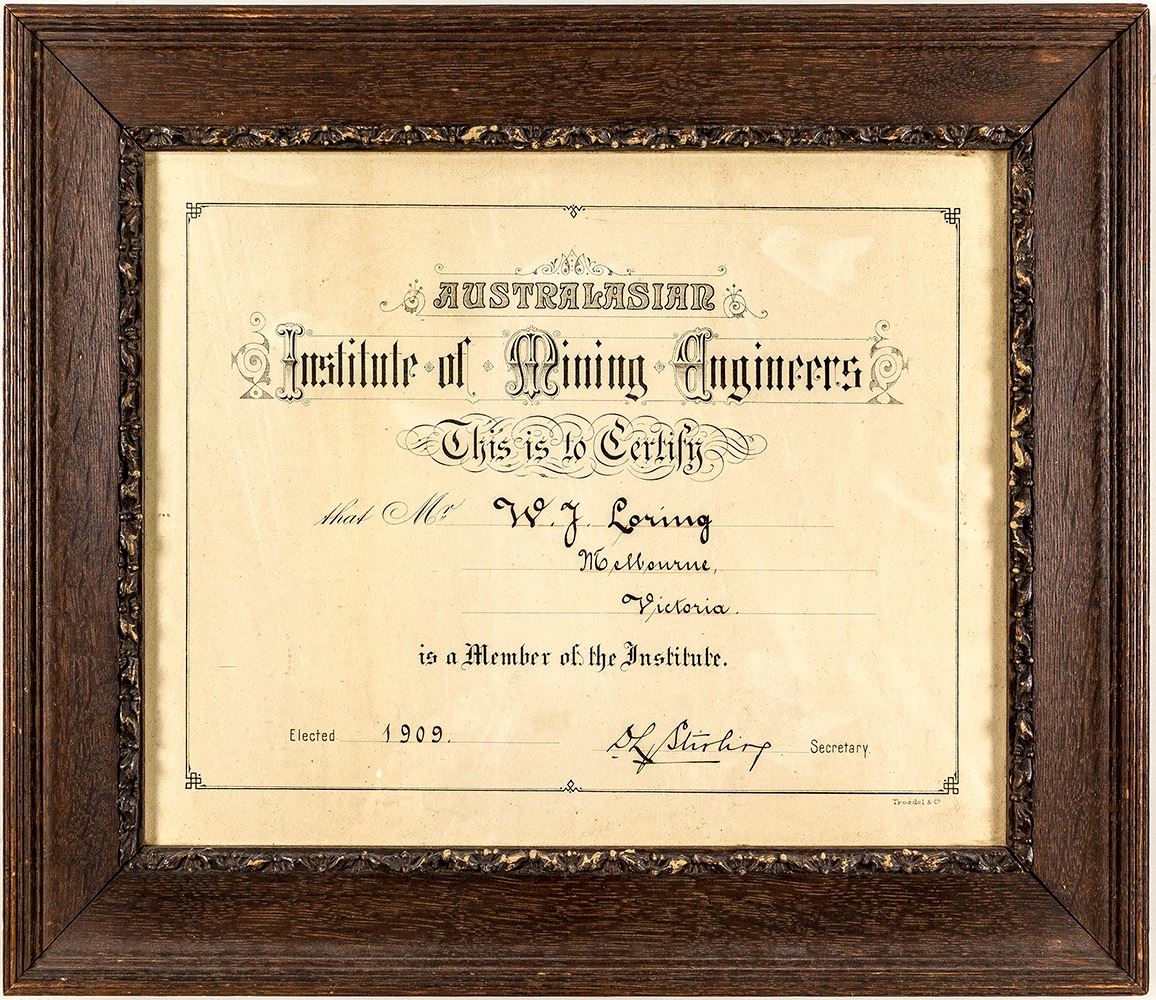 AUSTRALASIAN
Institute of Mining Engineers
This is to Certify
that Mr W. J. Loring
Melbourne,
Victoria.
is a Member of the Institute.
Elected 1909. D L Stirling Secretary.
Troedel & Co